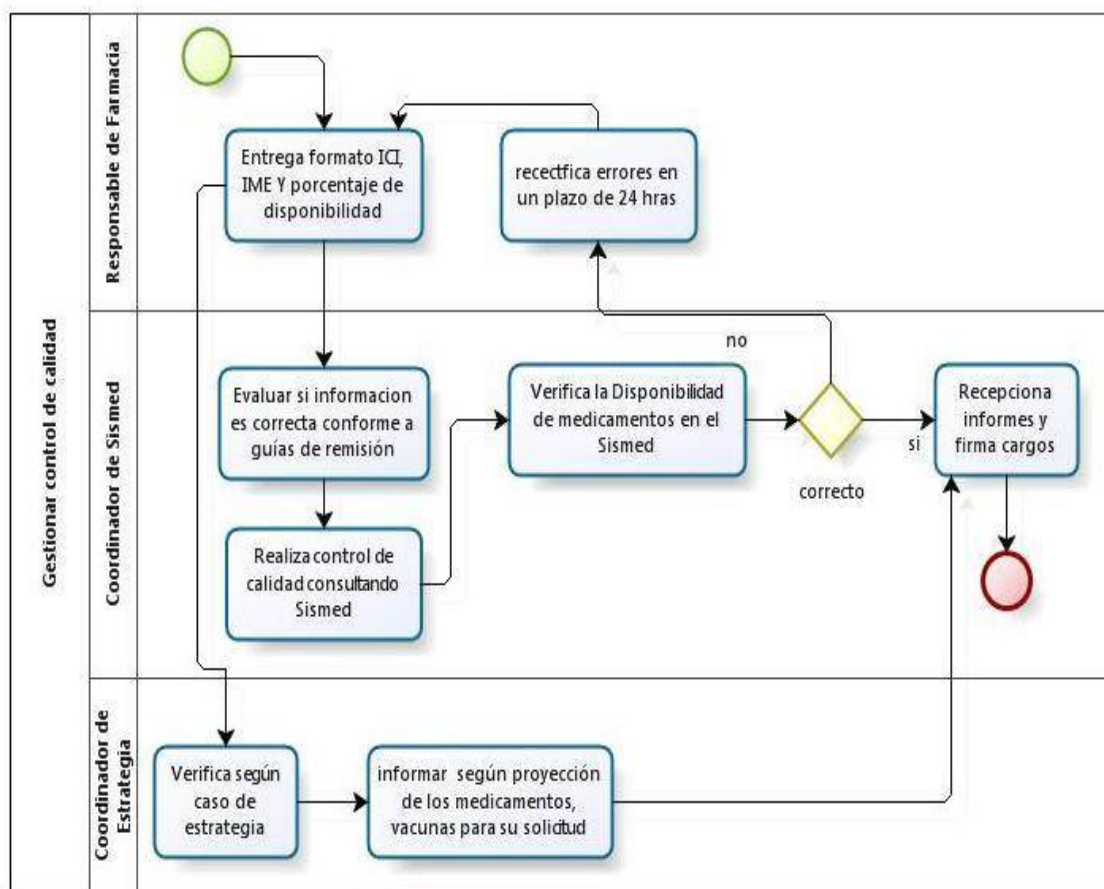 Gestionar control de calidad
Responsable de Farmacia
Entrega formato ICI,
IME Y porcentaje de
disponibilidad
recectfica errores en
un plazo de 24 hras
Coordinador de Sismed
Evaluar si informacion
es correcta conforme a
guías de remisión
Realiza control de
calidad consultando
Sismed
Verifica la Disponibilidad
de medicamentos en el
Sismed
no
si
correcto
Recepciona
informes y
firma cargos
Coordinador de
Estrategia
Verifica según
caso de
estrategia
informar según proyección
de los medicamentos,
vacunas para su solicitud